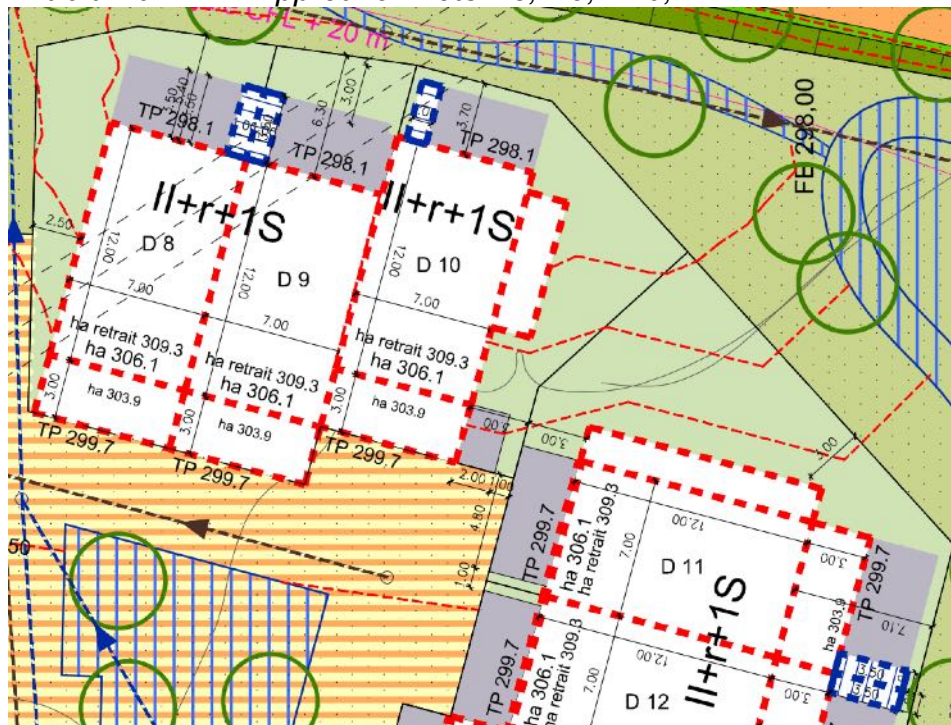 CPL + 20 m
TP 298.1
TP 298.1
TP 298.1
FE 298,00
3.00
6.30
3.70
II+r+1S
II+r+1S
2.50
12.00
D 8
12.00
D 9
12.00
D 10
7.00
7.00
ha retrait 309.3
ha 306.1
ha retrait 309.3
ha 306.1
ha retrait 309.3
ha 306.1
3.00
ha 303.9
3.00
ha 303.9
3.00
ha 303.9
TP 299.7
TP 299.7
TP 299.7
3.00
3.00
2.00
4.80
1.00
50
TP 299.7
ha 306.1
ha retrait 309.3
7.00
12.00
D 11
3.00
TP 299.7
ha 303.9
7.10
II+r+1S
TP 299.7
ha 306.1
ha retrait 309.3
7.00
12.00
D 12
3.00
3.50
3.50